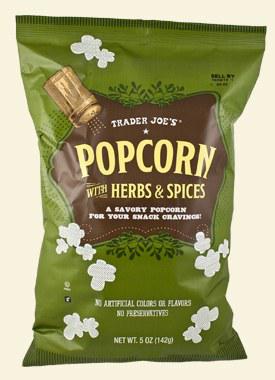 SELL BY
TRADER JOE'S
POPCORN
WITH HERBS & SPICES
A SAVORY POPCORN
FOR YOUR SNACK CRAVINGS!
NO ARTIFICIAL COLORS OR FLAVORS
NO PRESERVATIVES
NET WT. 5 OZ (142g)